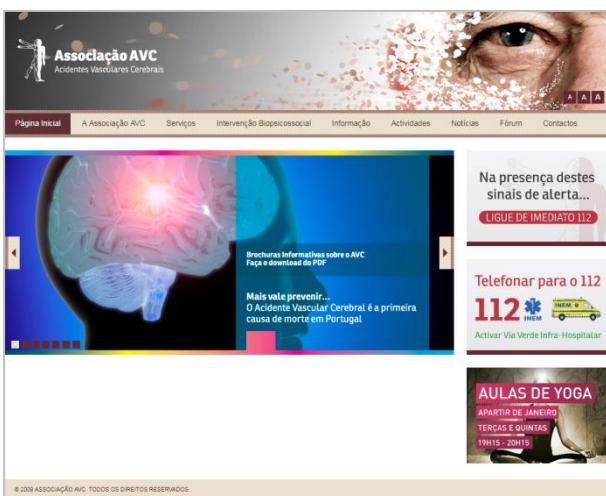 Associação AVC
Acidentes Vasculares Cerebrais
A A A
Página Inicial A Associação AVC Serviços Intervenção Biopsicossocial Informação Actividades Notícias Fórum Contactos
Brochuras Informativas sobre o AVC
Faça o download do PDF
Mais vale prevenir...
O Acidente Vascular Cerebral é a primeira
causa de morte em Portugal
Na presença destes
sinais de alerta...
LIGUE DE IMEDIATO 112
Telefonar para o 112
112 INEM INEM
Activar Via Verde Infra-Hospitalar
AULAS DE YOGA
APARTIR DE JANEIRO
TERÇAS E QUINTAS
19H15 - 20H15
© 2009 ASSOCIAÇÃO AVC. TODOS OS DIREITOS RESERVADOS